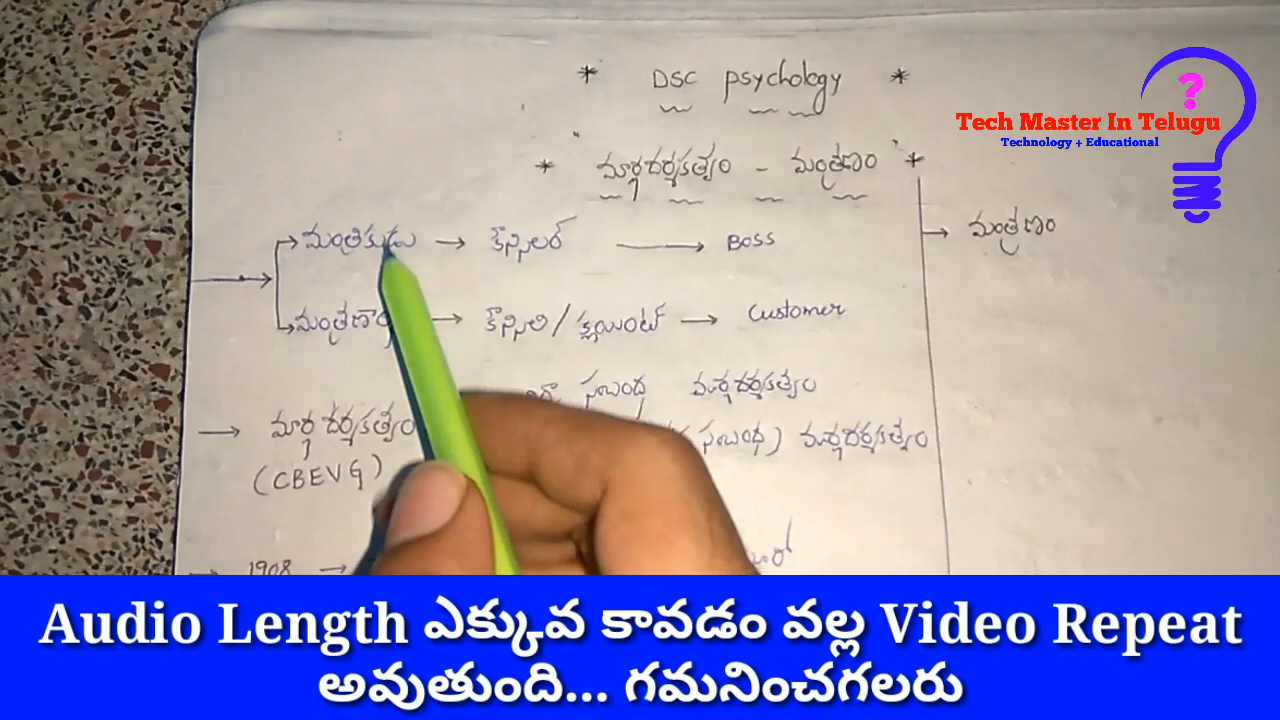 * DSC psychology *
* మార్గదర్శకత్వం - మంత్రణం *
Tech Master In Telugu
Technology + Educational
మంత్రికుడు → కౌన్సిలర్ → Boss
→ మంత్రణం
→ కౌన్సిలి / క్లయింట్ → Customer
సంబంధ మార్గదర్శకత్వం
→ మార్గదర్శకత్వం సంబంధ) మార్గదర్శకత్వం
(CBEVG)
→ 1908 →
Audio Length ఎక్కువ కావడం వల్ల Video Repeat
అవుతుంది... గమనించగలరు